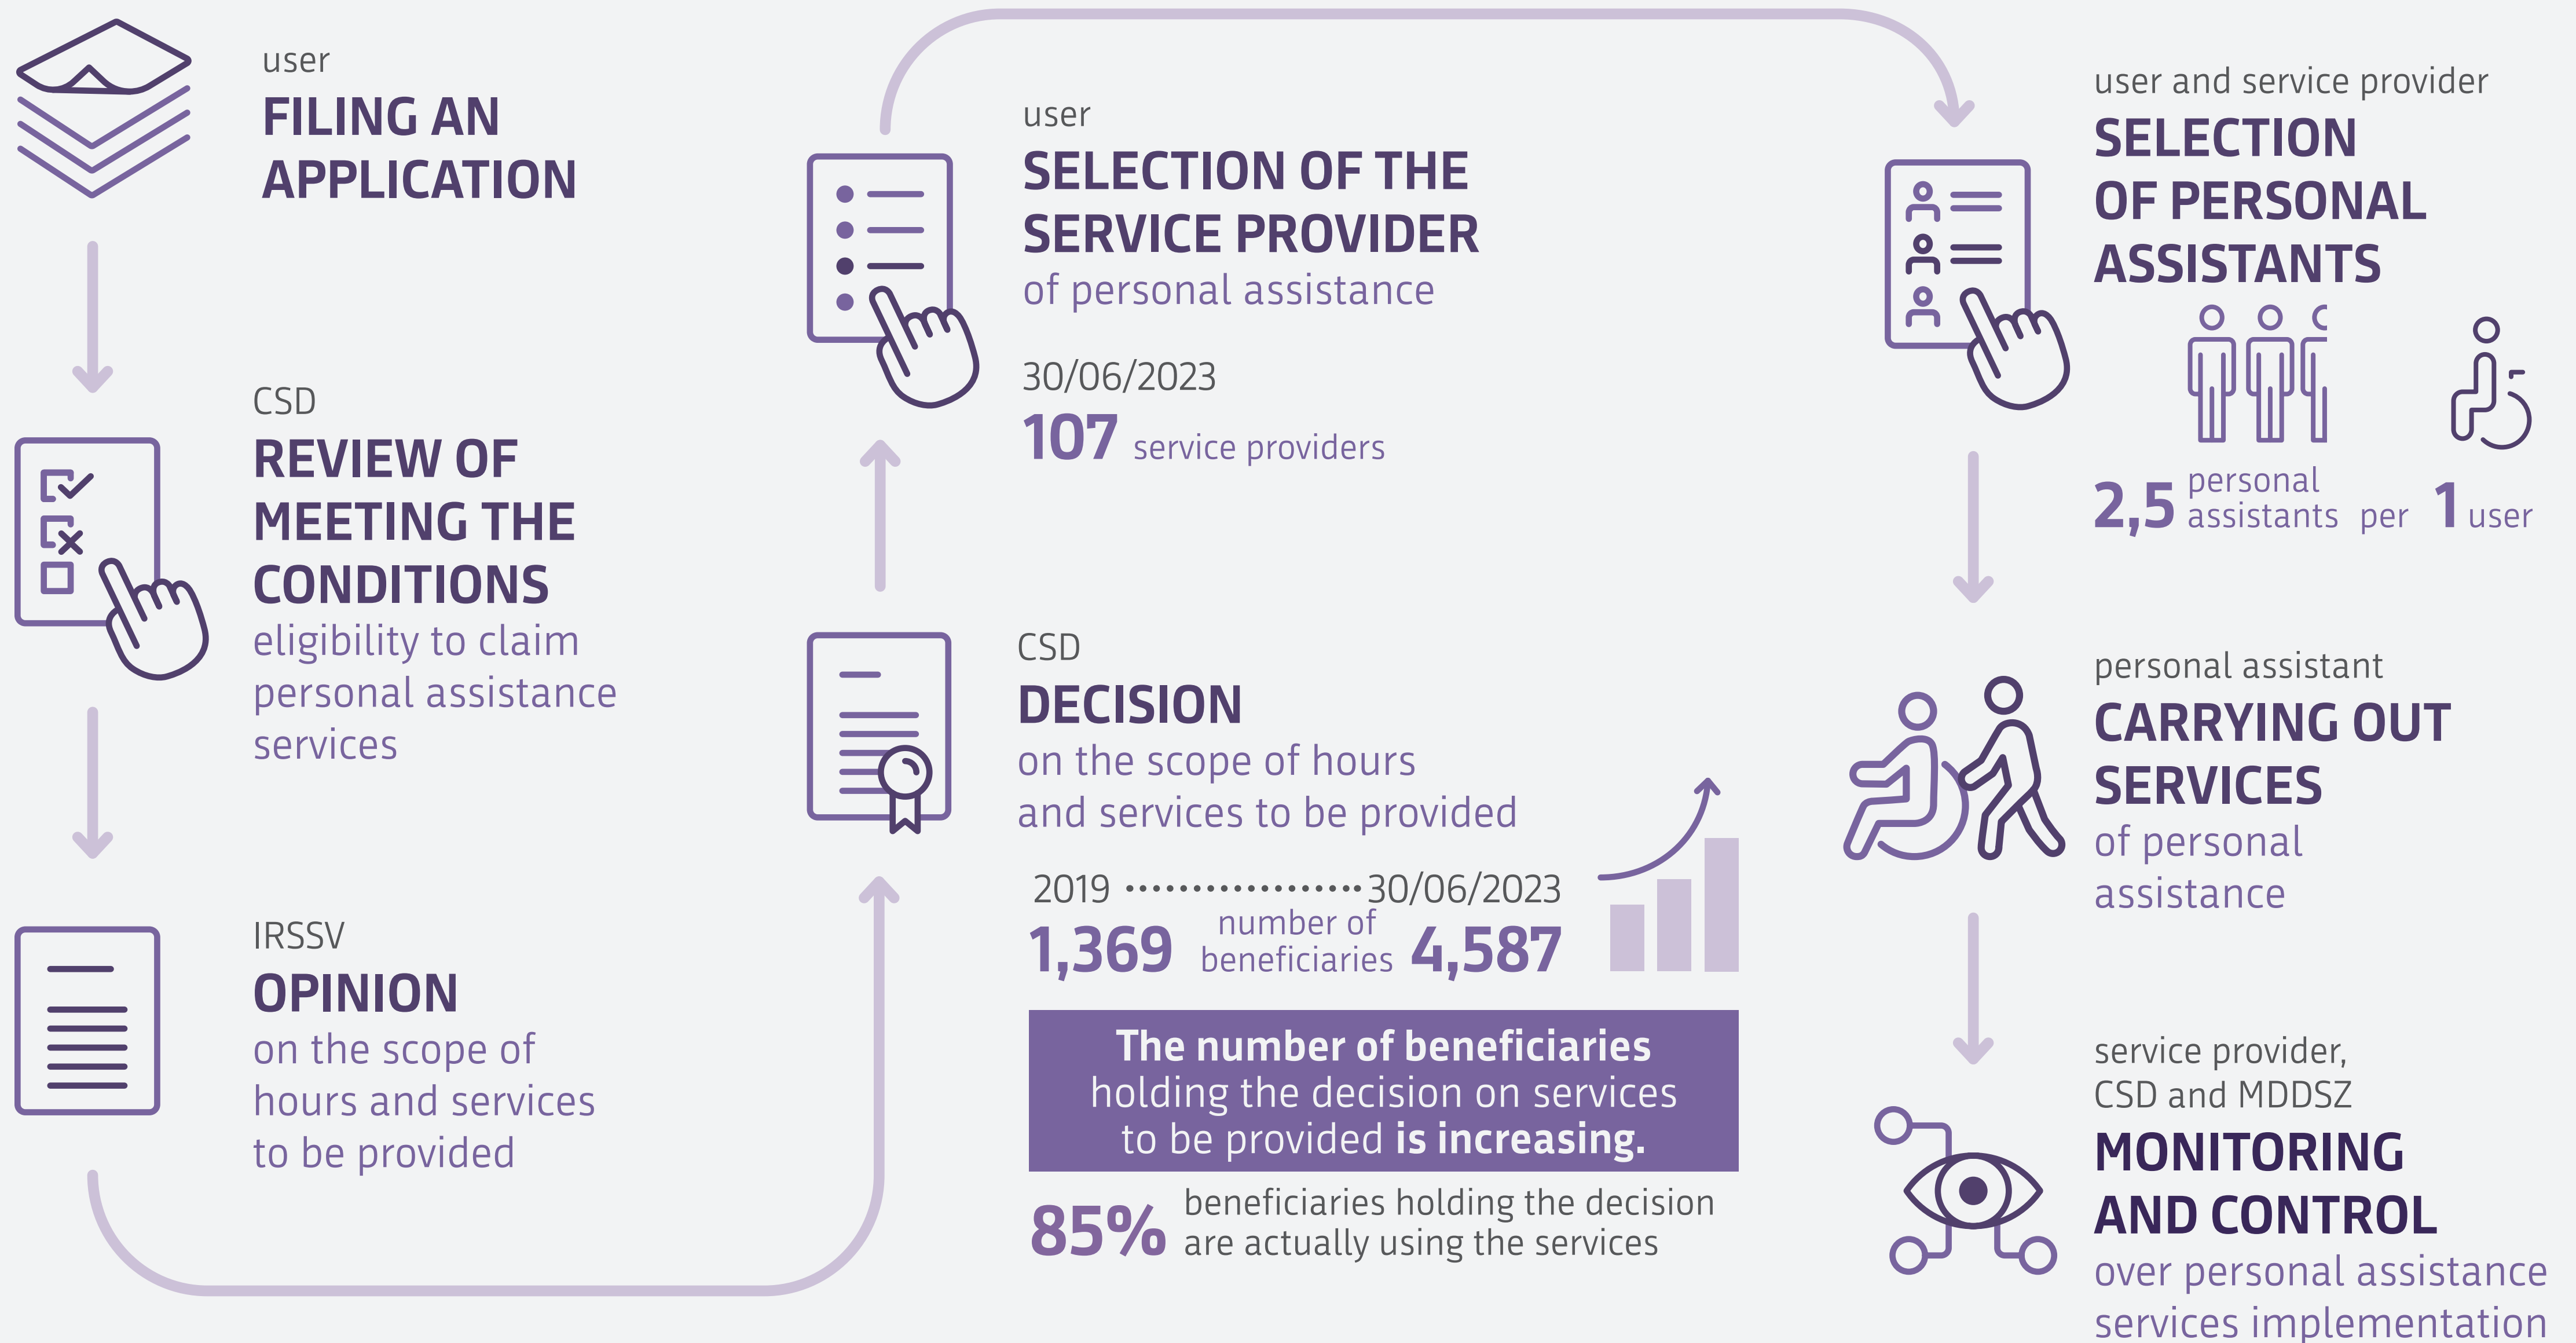 user
FILING AN
APPLICATION
CSD
REVIEW OF
MEETING THE
CONDITIONS
eligibility to claim
personal assistance
services
IRSSV
OPINION
on the scope of
hours and services
to be provided
CSD
DECISION
on the scope of hours
and services to be provided
2019 30/06/2023
1,369 number of beneficiaries 4,587
The number of beneficiaries
holding the decision on services
to be provided is increasing.
85% beneficiaries holding the decision
are actually using the services
user
SELECTION OF THE
SERVICE PROVIDER
of personal assistance
30/06/2023
107 service providers
user and service provider
SELECTION
OF PERSONAL
ASSISTANTS
2,5 personal assistants per 1 user
personal assistant
CARRYING OUT
SERVICES
of personal
assistance
service provider,
CSD and MDDSZ
MONITORING
AND CONTROL
over personal assistance
services implementation